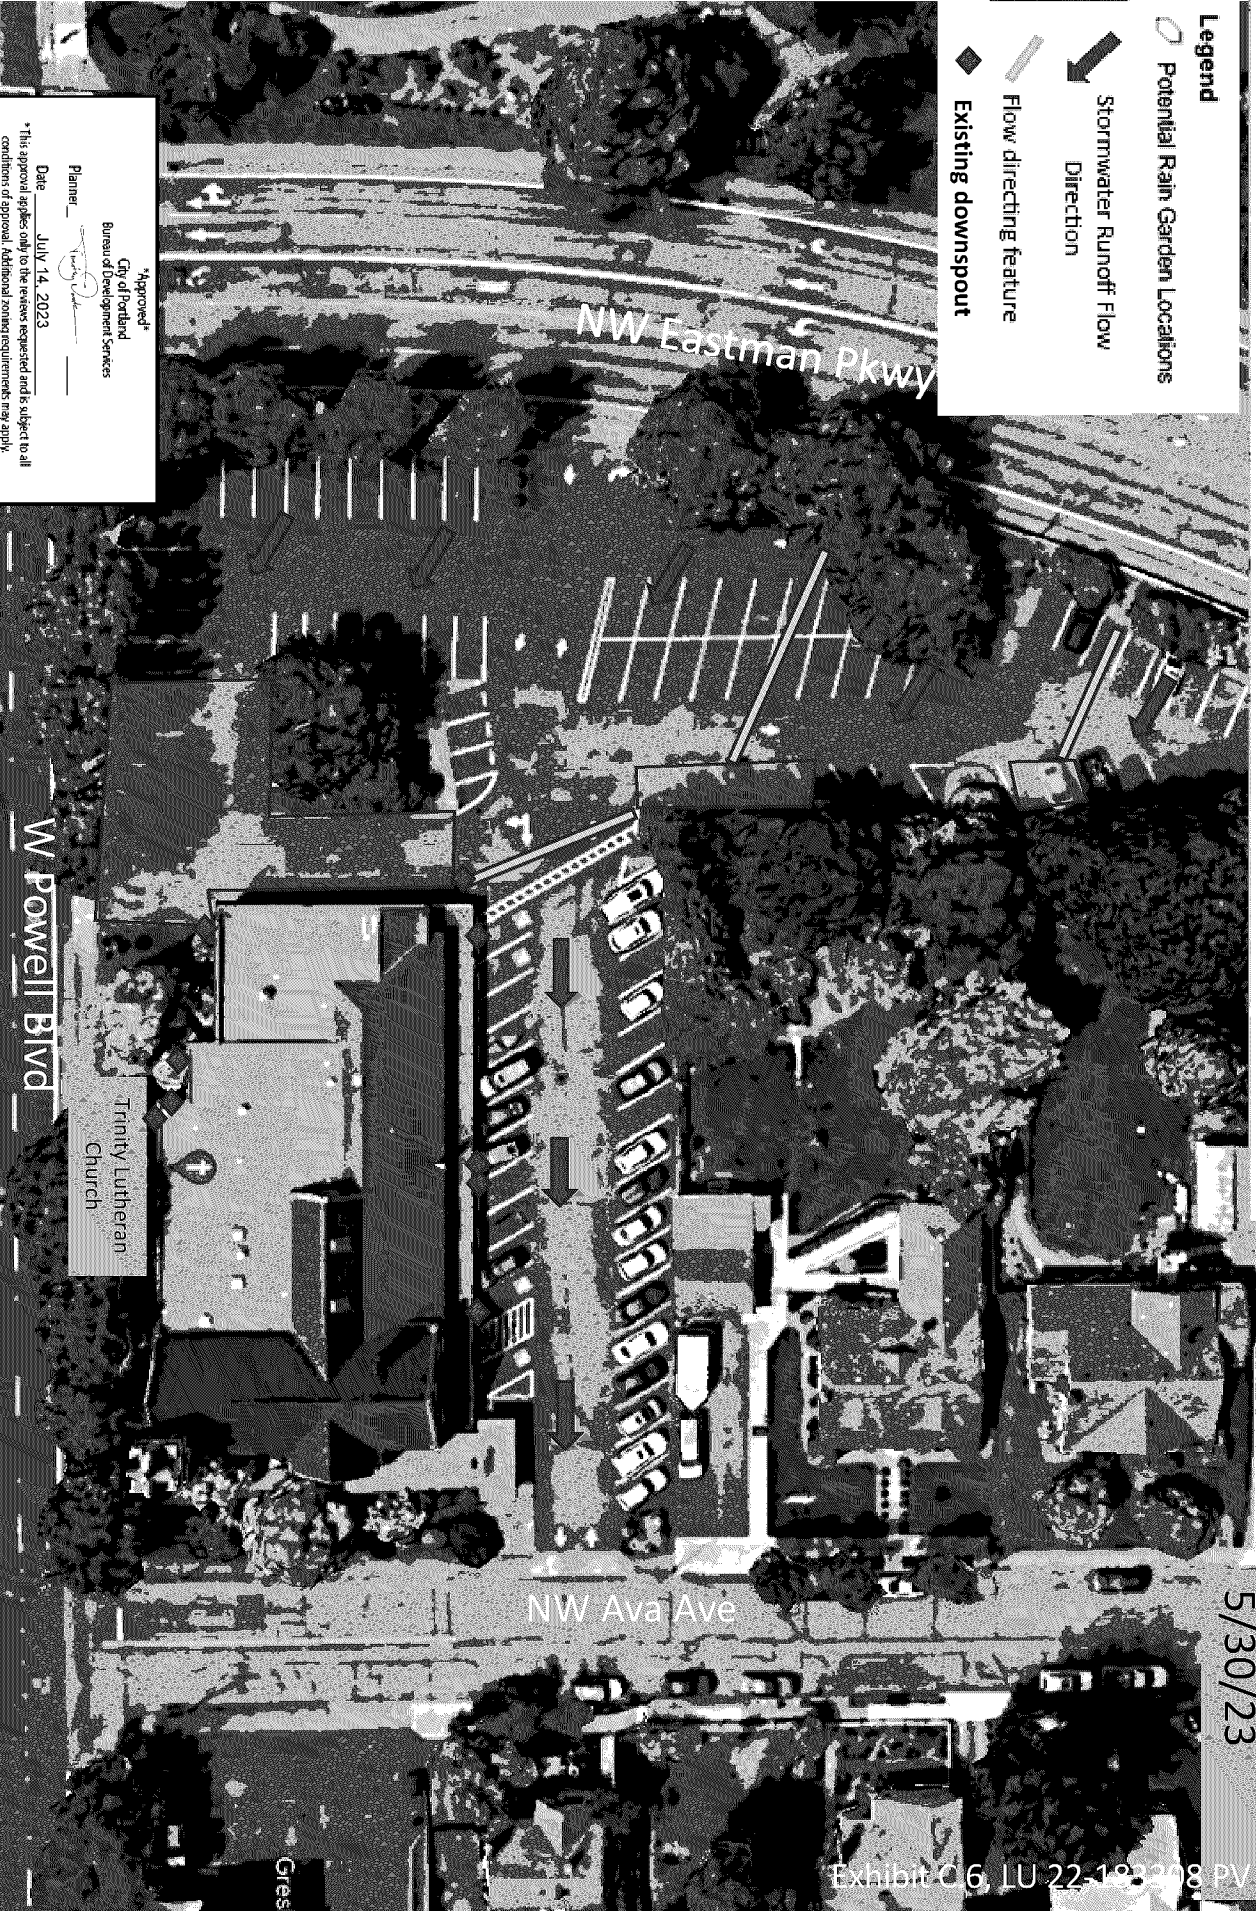 Legend
Potential Rain Garden Locations
Stormwater Runoff Flow
Direction
Flow directing feature
Existing downspout
*Approved*
City of Portland
Bureau of Development Services
Planner
Date July 14, 2023
*This approval applies only to the reviews requested and is subject to all
conditions of approval. Additional zoning requirements may apply.
NW Eastman Pkwy
W Powell Blvd
Trinity Lutheran
Church
NW Ava Ave
5/30/23
Gres
Exhibit C.6, LU 22-183308 PV